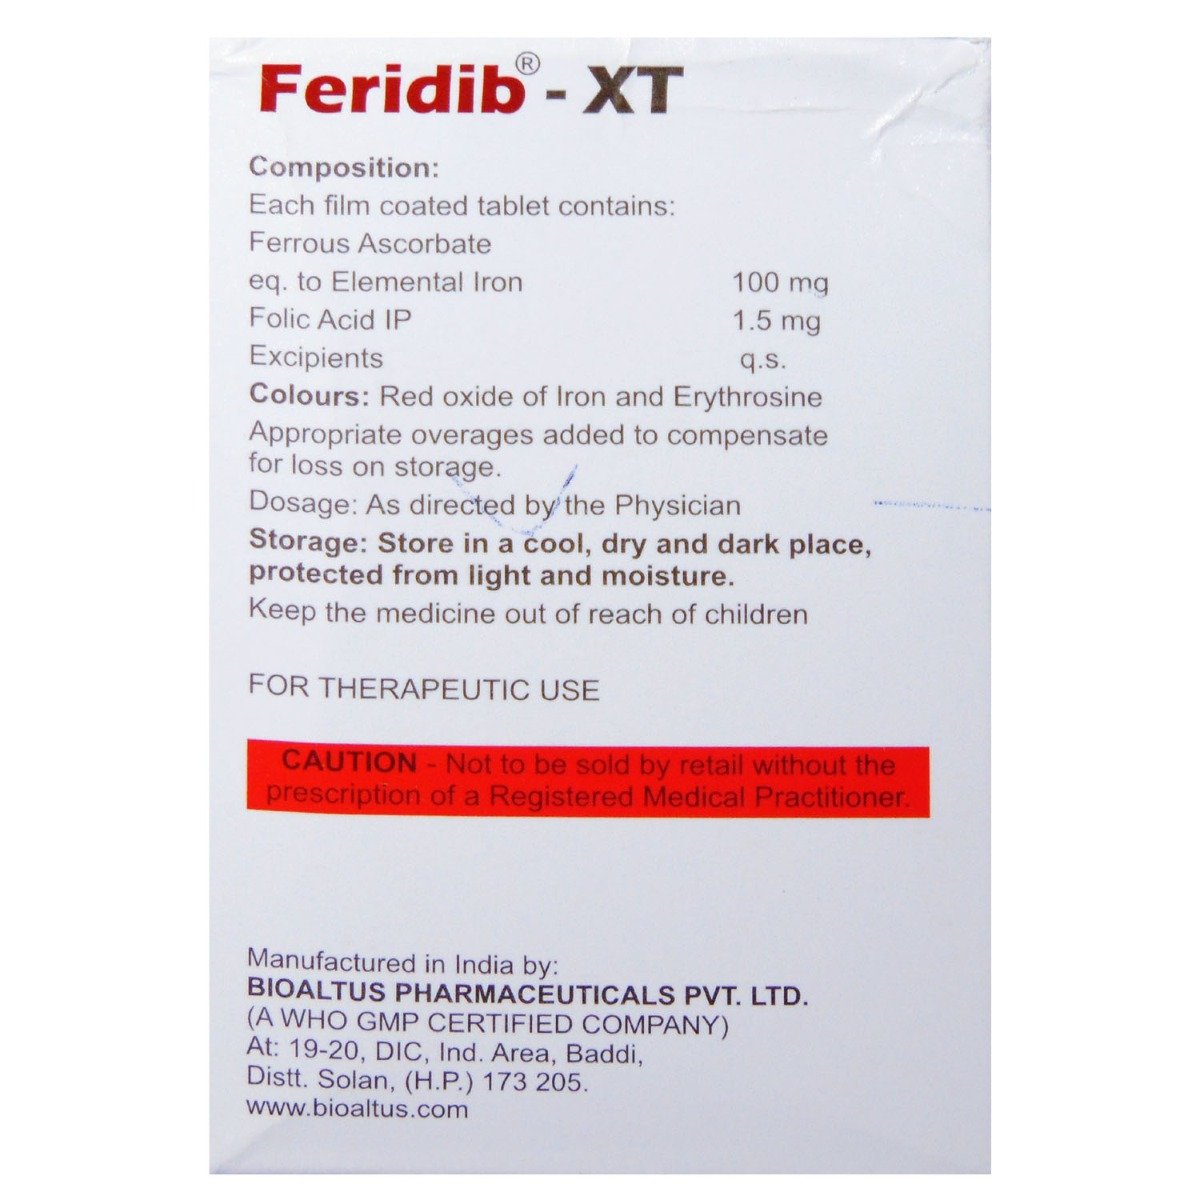 Feridib® - XT
Composition:
Each film coated tablet contains:
Ferrous Ascorbate
eq. to Elemental Iron 100 mg
Folic Acid IP 1.5 mg
Excipients q.s.
Colours: Red oxide of Iron and Erythrosine
Appropriate overages added to compensate
for loss on storage.
Dosage: As directed by the Physician
Storage: Store in a cool, dry and dark place,
protected from light and moisture.
Keep the medicine out of reach of children
FOR THERAPEUTIC USE
CAUTION - Not to be sold by retail without the
prescription of a Registered Medical Practitioner.
Manufactured in India by:
BIOALTUS PHARMACEUTICALS PVT. LTD.
(A WHO GMP CERTIFIED COMPANY)
At: 19-20, DIC, Ind. Area, Baddi,
Distt. Solan, (H.P.) 173 205.
www.bioaltus.com